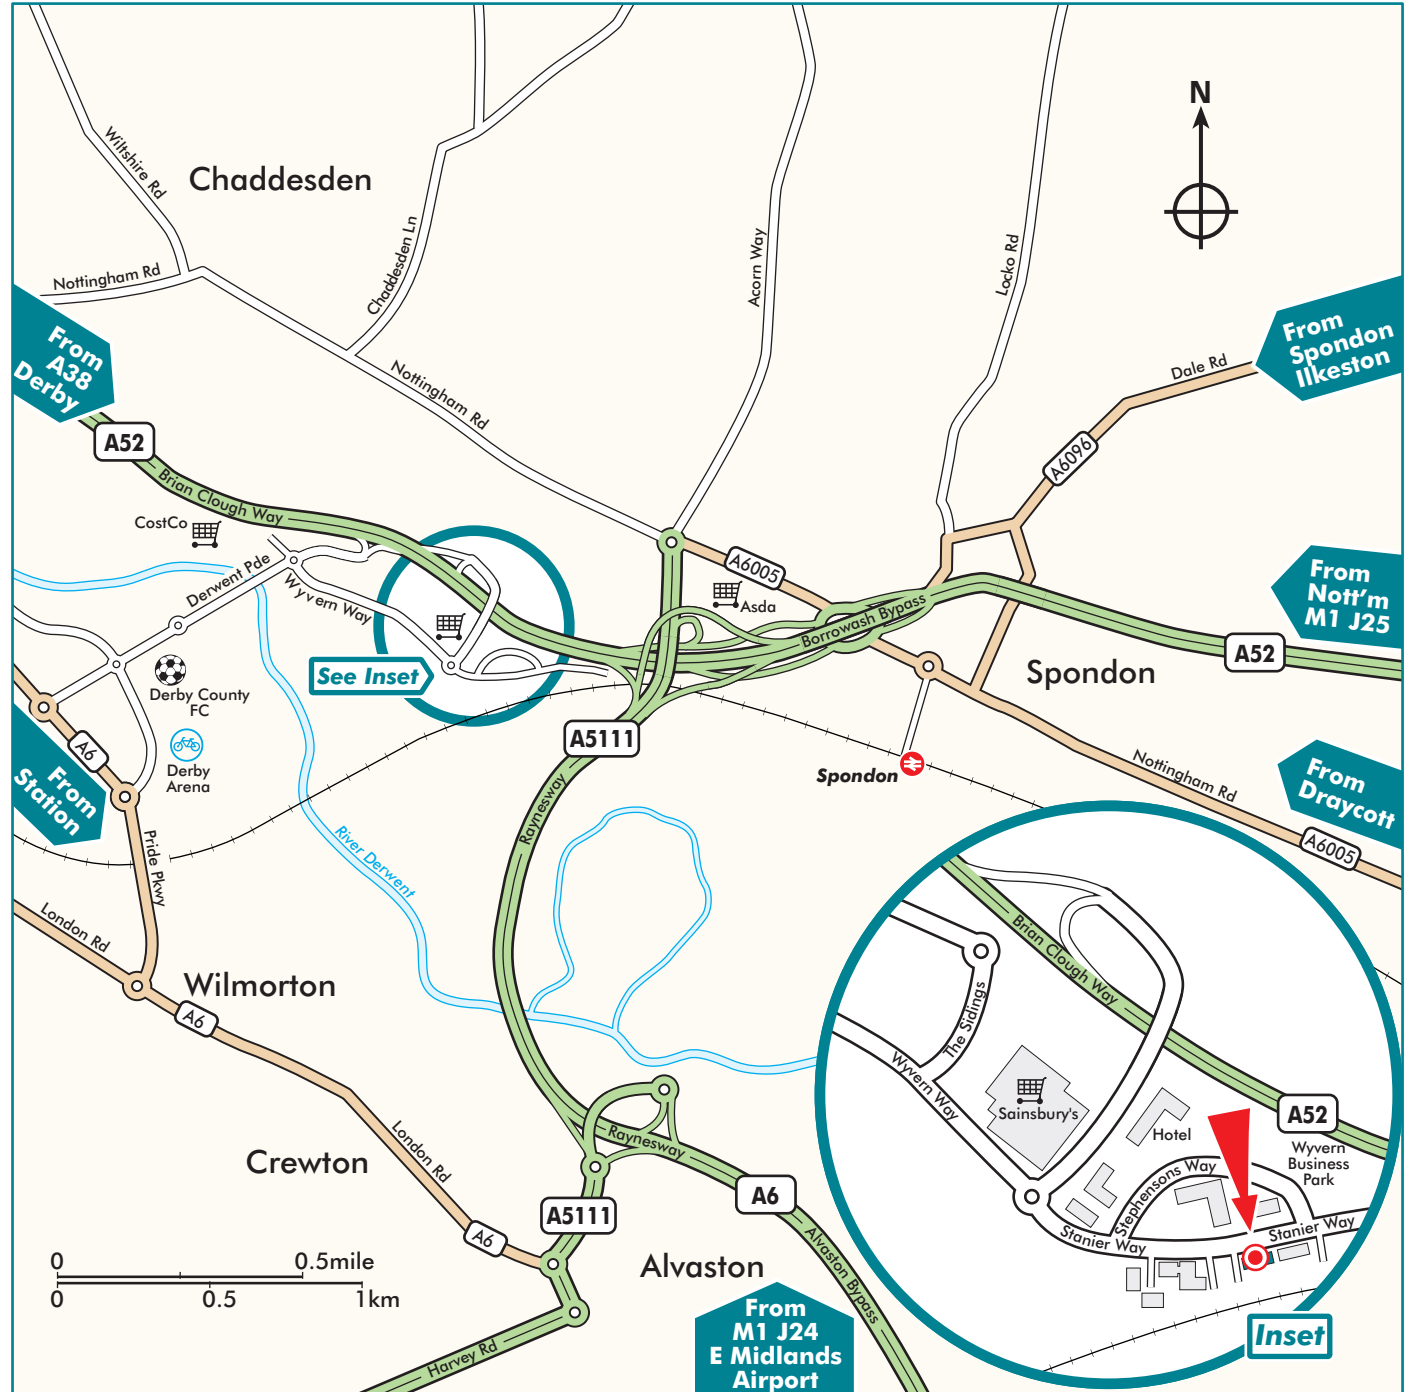 N
Chaddesden
Wiltshire Rd
Nottingham Rd
Chaddesden Ln
Acorn Way
Locko Rd
From
A38
Derby
From
Spondon
Ilkeston
Dale Rd
Nottingham Rd
A52
A6096
Brian Clough Way
CostCo
A6005
Asda
From
Nott'm
M1 J25
Derwent Pde
Wyvern Way
Borrowash Bypass
A52
See Inset
Spondon
Derby County
FC
A5111
A6
Derby
Arena
Spondon
Nottingham Rd
From
Station
From
Draycott
Raynesway
Pride Pkwy
River Derwent
A6005
London Rd
Wilmorton
A6
Brian Clough Way
The Sidings
Wyvern Way
Sainsbury's
Hotel
A52
Wyvern
Business
Park
Stephensons Way
Stanier Way
Stanier Way
Inset
Raynesway
Crewton
London Rd
A6
A5111
A6
Alvaston
Alvaston Bypass
0 0.5mile
0 0.5 1km
From
M1 J24
E Midlands
Airport
Harvey Rd